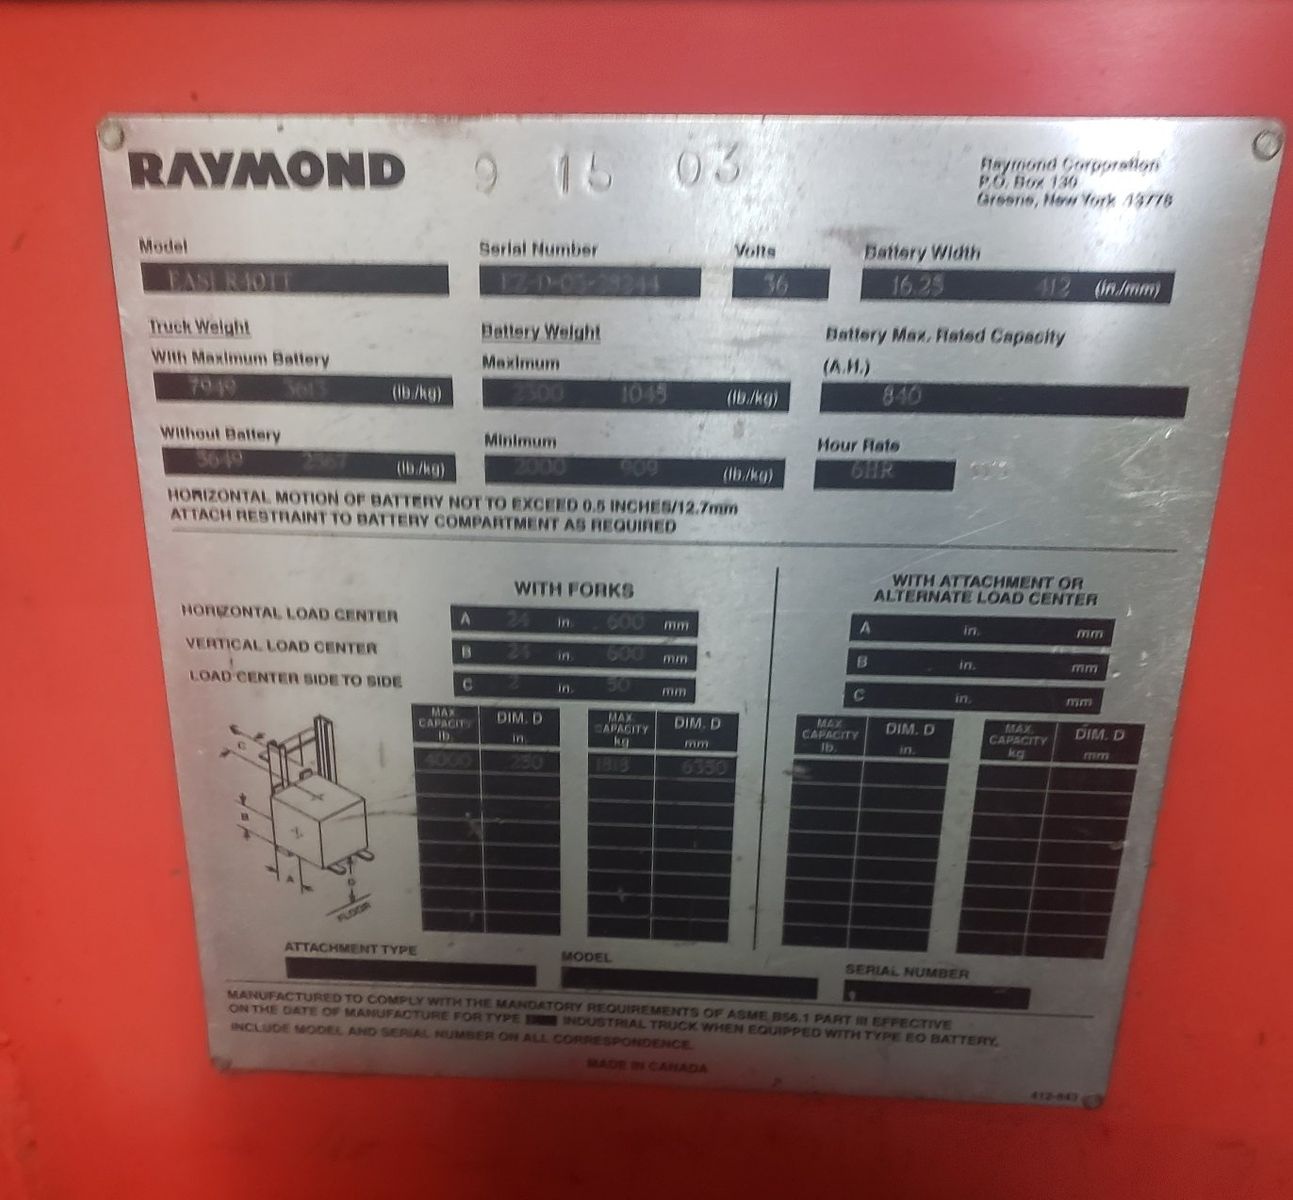 RAYMOND 9 15 03
Raymond Corporation
P.O. Box 130
Greene, New York 13778
Model Serial Number Volts Battery Width
EASI R40TT EZ-D-03-28244 36 16.25 412 (in./mm)
Truck Weight Battery Weight Battery Max. Rated Capacity
With Maximum Battery Maximum (A.H.)
7949 3613 (lb./kg) 2300 1045 (lb./kg) 840
Without Battery Minimum Hour Rate
5649 2567 (lb./kg) 2000 909 (lb./kg) 6HR
HORIZONTAL MOTION OF BATTERY NOT TO EXCEED 0.5 INCHES/12.7mm
ATTACH RESTRAINT TO BATTERY COMPARTMENT AS REQUIRED
WITH FORKS
WITH ATTACHMENT OR
ALTERNATE LOAD CENTER
HORIZONTAL LOAD CENTER A 24 in. 600 mm A in. mm
VERTICAL LOAD CENTER B 24 in. 600 mm B in. mm
LOAD CENTER SIDE TO SIDE C 2 in. 50 mm C in. mm
MAX. CAPACITY lb. DIM. D in. MAX. CAPACITY kg DIM. D mm MAX. CAPACITY lb. DIM. D in. MAX. CAPACITY kg DIM. D mm
4000 250 1818 6350
C
B
A
D
FLOOR
ATTACHMENT TYPE MODEL SERIAL NUMBER
MANUFACTURED TO COMPLY WITH THE MANDATORY REQUIREMENTS OF ASME B56.1 PART III EFFECTIVE
ON THE DATE OF MANUFACTURE FOR TYPE INDUSTRIAL TRUCK WHEN EQUIPPED WITH TYPE EO BATTERY.
INCLUDE MODEL AND SERIAL NUMBER ON ALL CORRESPONDENCE.
MADE IN CANADA
412-843